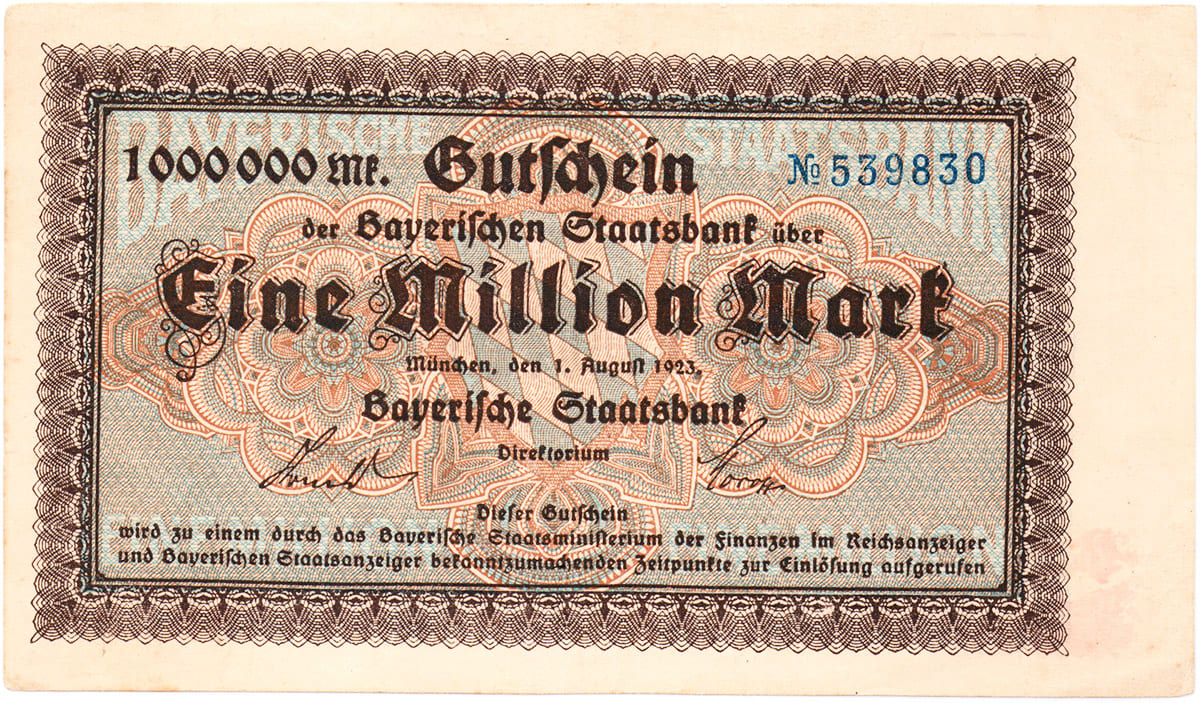 BAYERISCHE STAATSBANK
1000000 Mk. Gutschein № 539830
der Bayerischen Staatsbank über
Eine Million Mark
München, den 1. August 1923.
Bayerische Staatsbank
Direktorium
Dieser Gutschein
wird zu einem durch das Bayerische Staatsministerium der Finanzen im Reichsanzeiger
und Bayerischen Staatsanzeiger bekanntzumachenden Zeitpunkte zur Einlösung aufgerufen